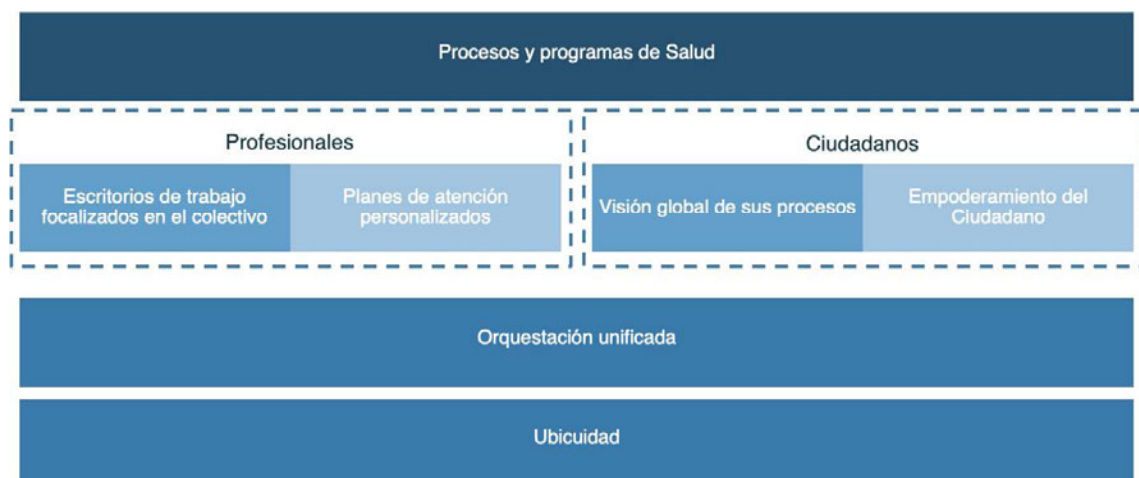 Procesos y programas de Salud
Profesionales
Ciudadanos
Escritorios de trabajo
focalizados en el colectivo
Planes de atención
personalizados
Visión global de sus procesos
Empoderamiento del
Ciudadano
Orquestación unificada
Ubicuidad